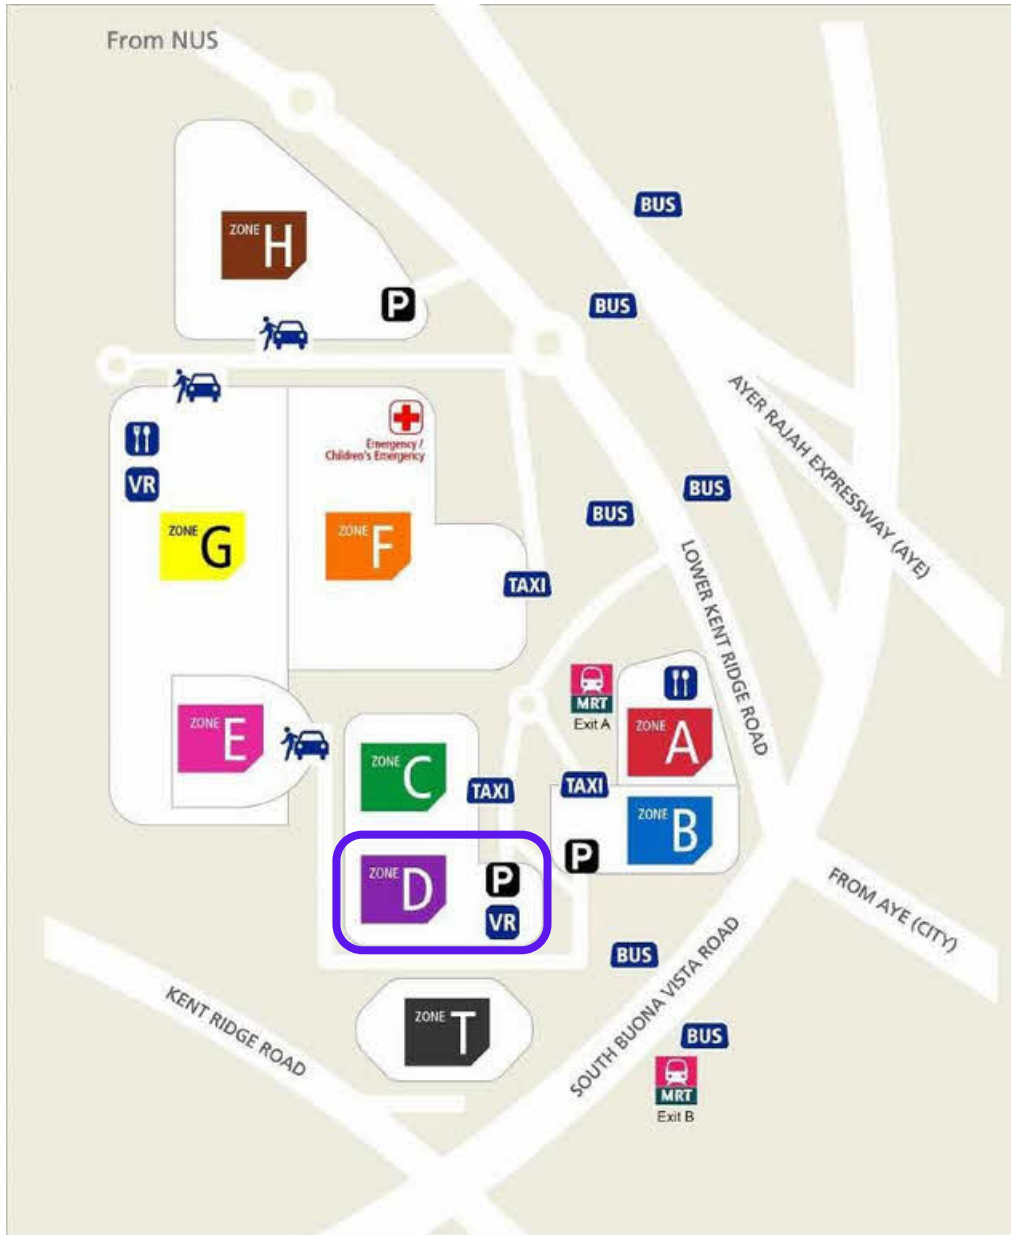 From NUS
BUS
ZONE H
P
BUS
AYER RAJAH EXPRESSWAY (AYE)
Emergency /
Children's Emergency
VR
BUS
BUS
ZONE G
ZONE F
TAXI
LOWER KENT RIDGE ROAD
MRT
Exit A
ZONE A
ZONE E
ZONE C
TAXI
TAXI
ZONE B
P
ZONE D
P
VR
FROM AYE (CITY)
BUS
SOUTH BUONA VISTA ROAD
KENT RIDGE ROAD
ZONE T
BUS
MRT
Exit B